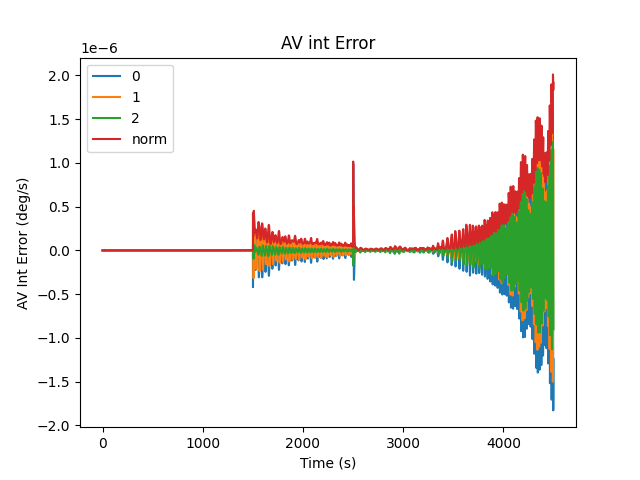 AV int Error
1e−6
2.0
1.5
1.0
0.5
0.0
−0.5
−1.0
−1.5
−2.0
AV Int Error (deg/s)
0
1
2
norm
0 1000 2000 3000 4000
Time (s)